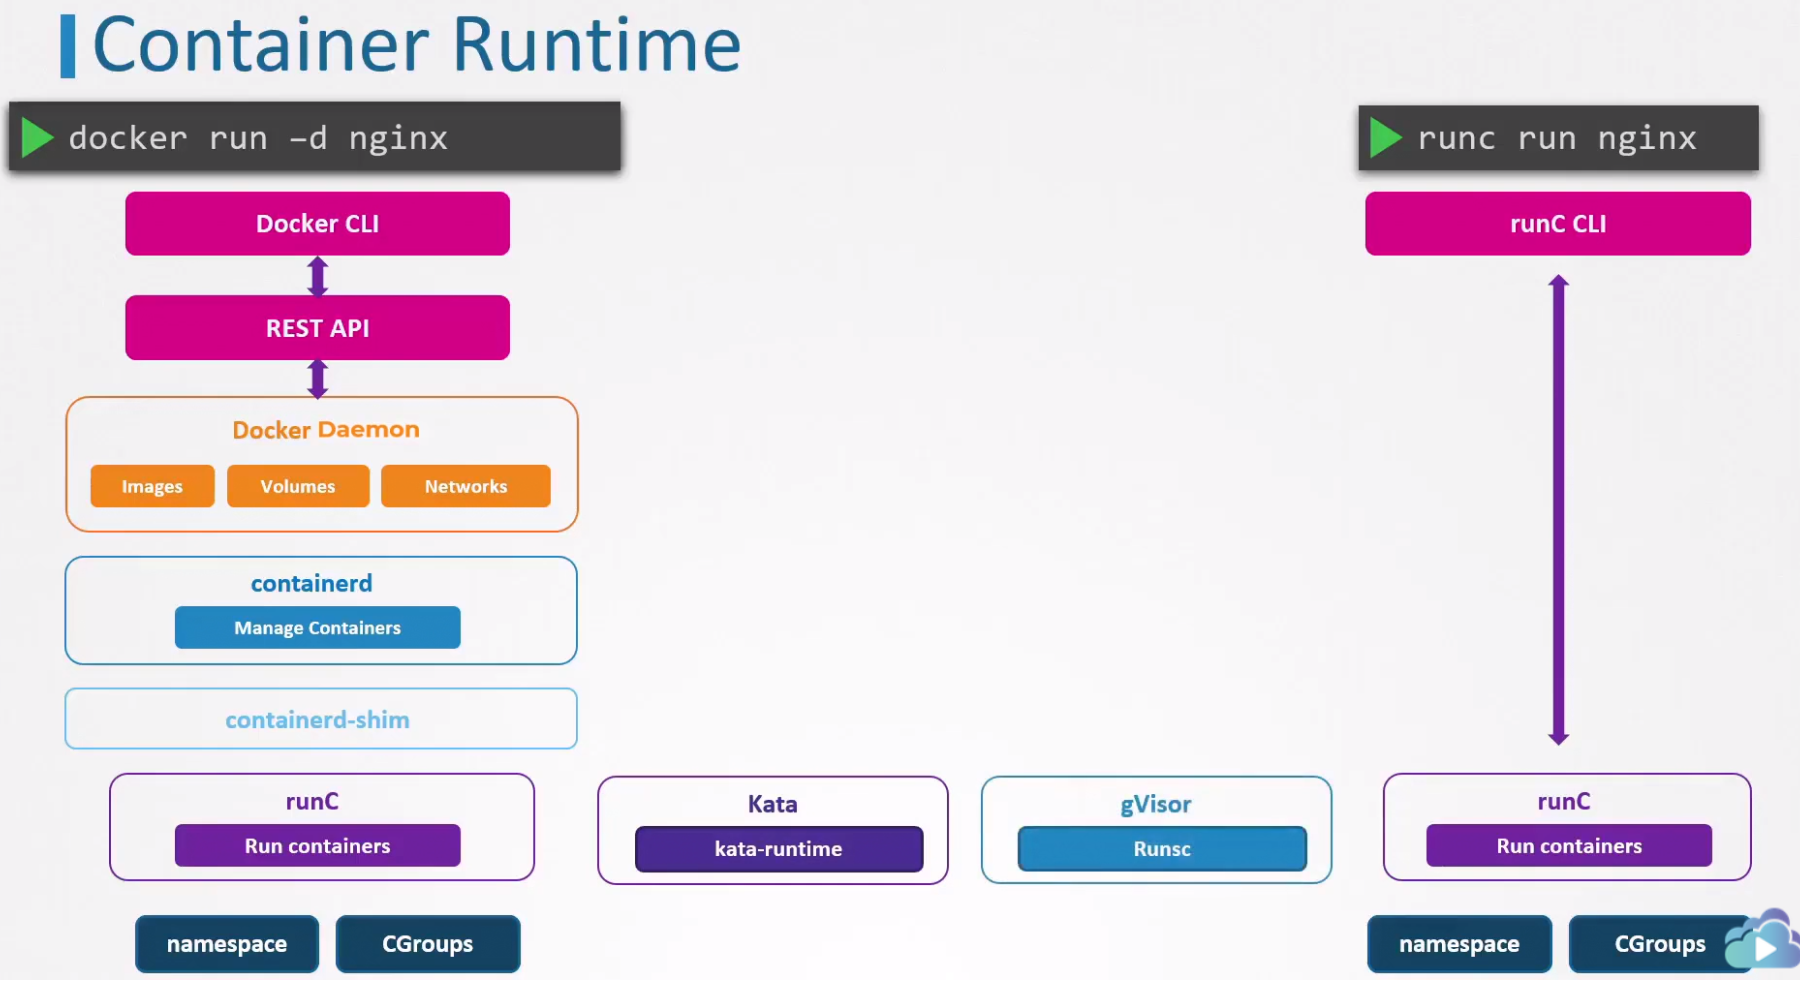 Container Runtime
docker run –d nginx
runc run nginx
Docker CLI
runC CLI
REST API
Docker Daemon
Images
Volumes
Networks
containerd
Manage Containers
containerd-shim
runC
Run containers
Kata
kata-runtime
gVisor
Runsc
runC
Run containers
namespace
CGroups
namespace
CGroups